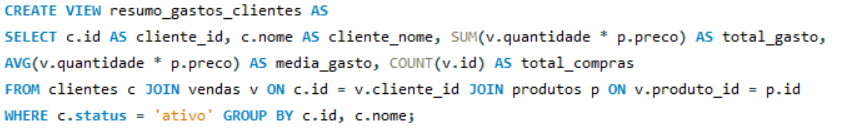 CREATE VIEW resumo_gastos_clientes AS
SELECT c.id AS cliente_id, c.nome AS cliente_nome, SUM(v.quantidade * p.preco) AS total_gasto,
AVG(v.quantidade * p.preco) AS media_gasto, COUNT(v.id) AS total_compras
FROM clientes c JOIN vendas v ON c.id = v.cliente_id JOIN produtos p ON v.produto_id = p.id
WHERE c.status = 'ativo' GROUP BY c.id, c.nome;